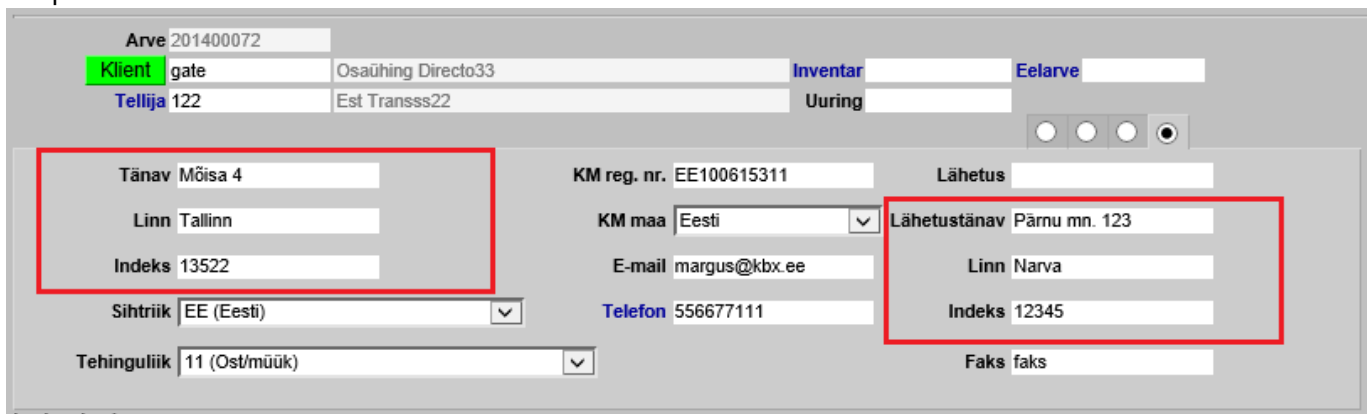 Arve 201400072
Klient gate Osaühing Directo33 Inventar Eelarve
Tellija 122 Est Transss22 Uuring
Tänav Mõisa 4 KM reg. nr. EE100615311 Lähetus
Linn Tallinn KM maa Eesti Lähetustänav Pärnu mn. 123
Indeks 13522 E-mail margus@kbx.ee Linn Narva
Sihtriik EE (Eesti) Telefon 556677111 Indeks 12345
Tehinguliik 11 (Ost/müük) Faks faks